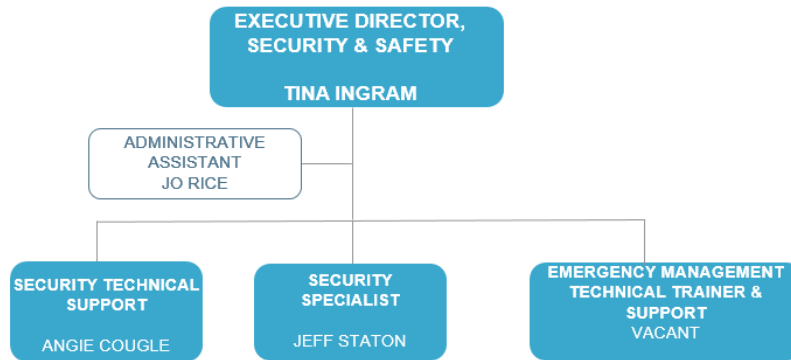 EXECUTIVE DIRECTOR,
SECURITY & SAFETY
TINA INGRAM
ADMINISTRATIVE
ASSISTANT
JO RICE
SECURITY TECHNICAL
SUPPORT
ANGIE COUGLE
SECURITY
SPECIALIST
JEFF STATON
EMERGENCY MANAGEMENT
TECHNICAL TRAINER &
SUPPORT
VACANT